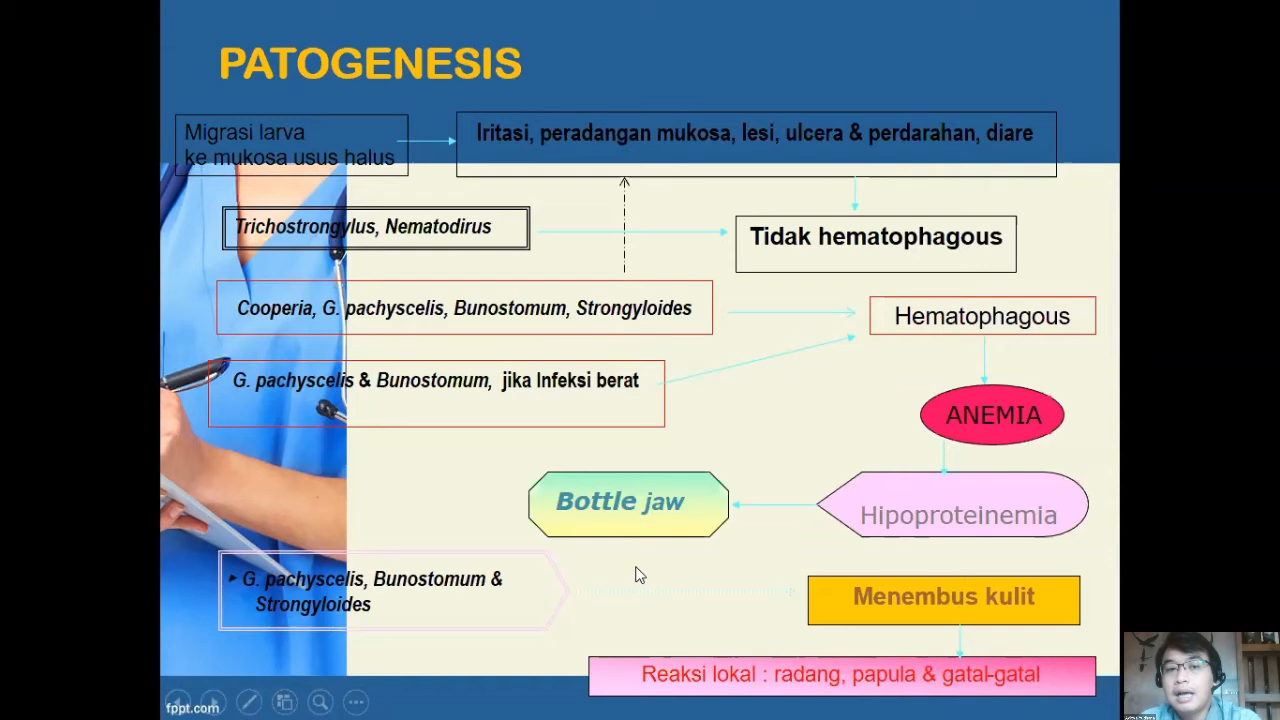 PATOGENESIS
Migrasi larva
ke mukosa usus halus
Iritasi, peradangan mukosa, lesi, ulcera & perdarahan, diare
Trichostrongylus, Nematodirus
Tidak hematophagous
Cooperia, G. pachyscelis, Bunostomum, Strongyloides
Hematophagous
G. pachyscelis & Bunostomum, jika Infeksi berat
ANEMIA
Bottle jaw
Hipoproteinemia
G. pachyscelis, Bunostomum &
Strongyloides
Menembus kulit
Reaksi lokal : radang, papula & gatal-gatal
fppt.com